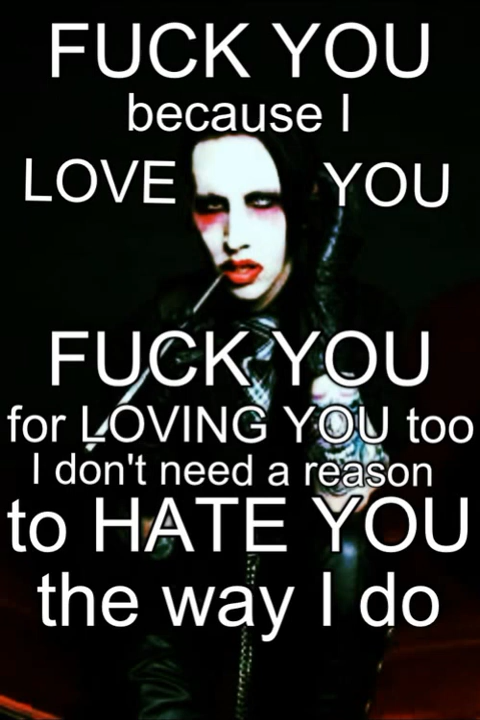 FUCK YOU
because I
LOVE YOU
FUCK YOU
for LOVING YOU too
I don't need a reason
to HATE YOU
the way I do